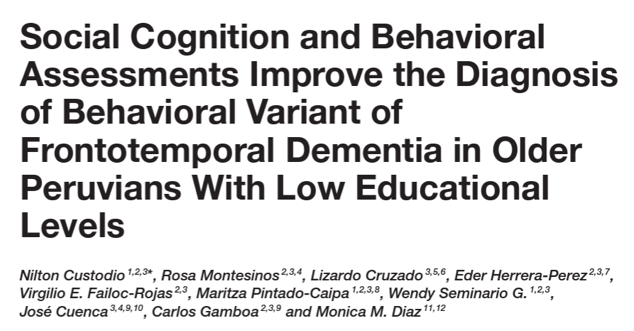 Social Cognition and Behavioral
Assessments Improve the Diagnosis
of Behavioral Variant of
Frontotemporal Dementia in Older
Peruvians With Low Educational
Levels
Nilton Custodio 1,2,3*, Rosa Montesinos 2,3,4, Lizardo Cruzado 3,5,6, Eder Herrera-Perez 2,3,7,
Virgilio E. Failoc-Rojas 2,3, Maritza Pintado-Caipa 1,2,3,8, Wendy Seminario G. 1,2,3,
José Cuenca 3,4,9,10, Carlos Gamboa 2,3,9 and Monica M. Diaz 11,12